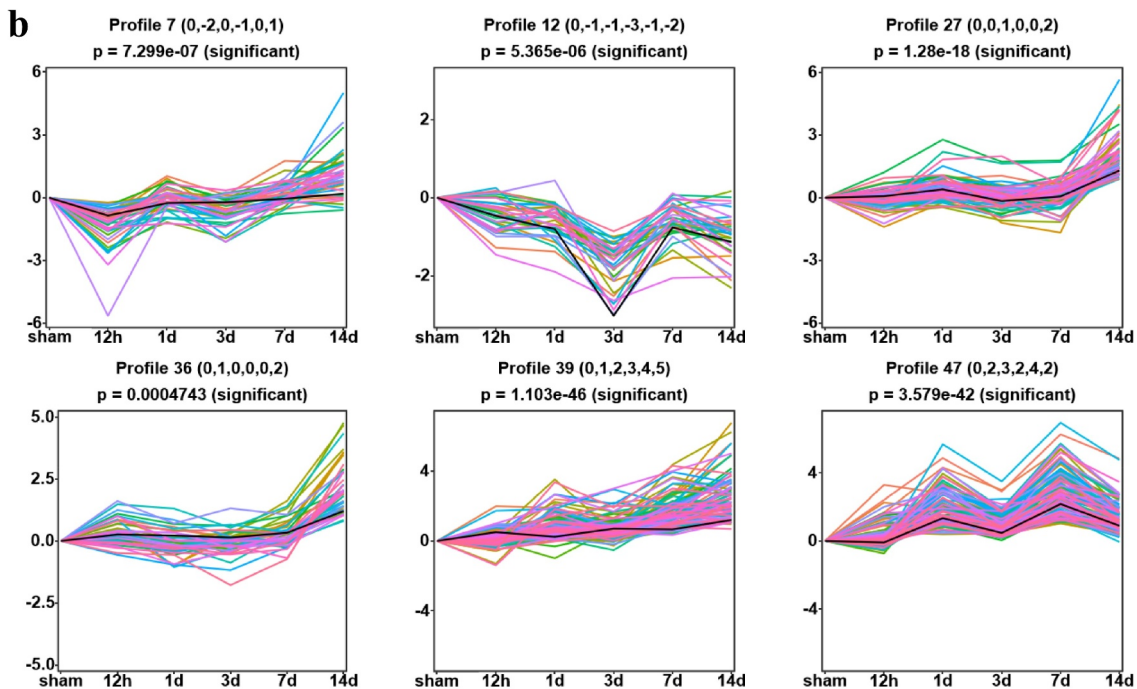 b
Profile 7 (0,-2,0,-1,0,1)
p = 7.299e-07 (significant)
6
3
0
-3
-6
sham 12h 1d 3d 7d 14d
Profile 12 (0,-1,-1,-3,-1,-2)
p = 5.365e-06 (significant)
2
0
-2
sham 12h 1d 3d 7d 14d
Profile 27 (0,0,1,0,0,2)
p = 1.28e-18 (significant)
6
3
0
-3
-6
sham 12h 1d 3d 7d 14d
Profile 36 (0,1,0,0,0,2)
p = 0.0004743 (significant)
5.0
2.5
0.0
-2.5
-5.0
sham 12h 1d 3d 7d 14d
Profile 39 (0,1,2,3,4,5)
p = 1.103e-46 (significant)
4
0
-4
sham 12h 1d 3d 7d 14d
Profile 47 (0,2,3,2,4,2)
p = 3.579e-42 (significant)
4
0
-4
sham 12h 1d 3d 7d 14d